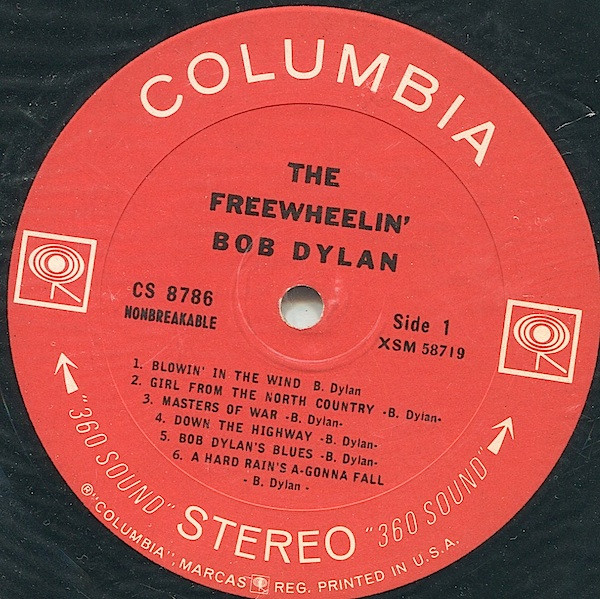 COLUMBIA
THE
FREEWHEELIN'
BOB DYLAN
CS 8786
NONBREAKABLE
Side 1
XSM 58719
1. BLOWIN' IN THE WIND B. Dylan
2. GIRL FROM THE NORTH COUNTRY -B. Dylan-
3. MASTERS OF WAR -B. Dylan-
4. DOWN THE HIGHWAY -B. Dylan-
5. BOB DYLAN'S BLUES -B. Dylan-
6. A HARD RAIN'S A-GONNA FALL
- B. Dylan -
"360 SOUND" STEREO "360 SOUND"
®"COLUMBIA", MARCAS REG. PRINTED IN U.S.A.